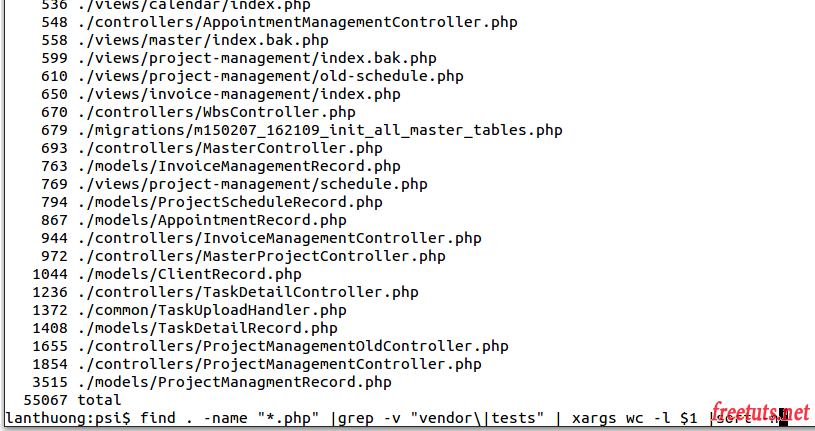 536 ./views/calendar/index.php
548 ./controllers/AppointmentManagementController.php
558 ./views/master/index.bak.php
599 ./views/project-management/index.bak.php
610 ./views/project-management/old-schedule.php
650 ./views/invoice-management/index.php
670 ./controllers/WbsController.php
679 ./migrations/m150207_162109_init_all_master_tables.php
693 ./controllers/MasterController.php
763 ./models/InvoiceManagementRecord.php
769 ./views/project-management/schedule.php
794 ./models/ProjectScheduleRecord.php
867 ./models/AppointmentRecord.php
944 ./controllers/InvoiceManagementController.php
972 ./controllers/MasterProjectController.php
1044 ./models/ClientRecord.php
1236 ./controllers/TaskDetailController.php
1372 ./common/TaskUploadHandler.php
1408 ./models/TaskDetailRecord.php
1655 ./controllers/ProjectManagementOldController.php
1854 ./controllers/ProjectManagementController.php
3515 ./models/ProjectManagmentRecord.php
55067 total
lanthuong:psi$ find . -name "*.php" |grep -v "vendor\|tests" | xargs wc -l $1 |sort
freetuts.net